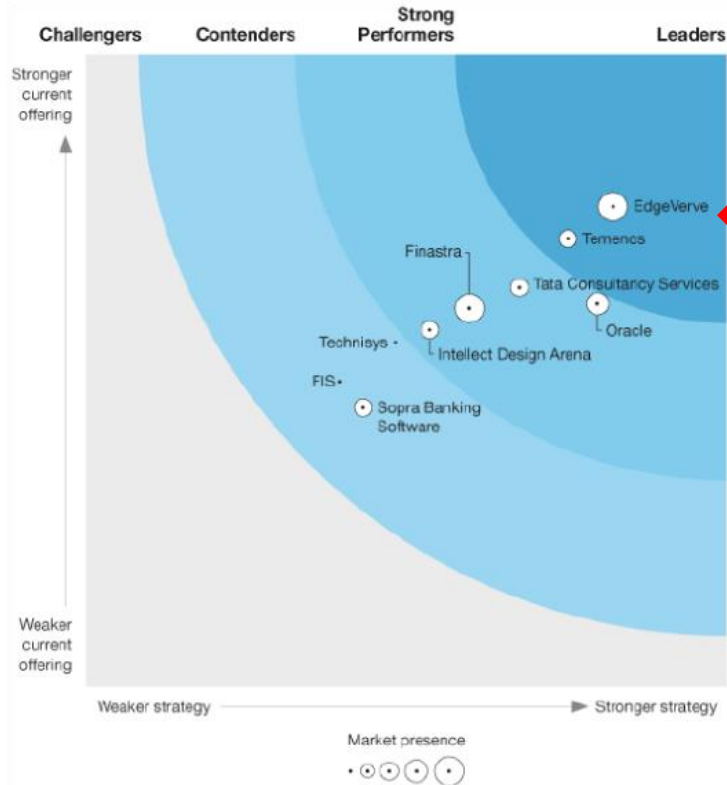 Challengers
Contenders
Strong
Performers
Leaders
Stronger
current
offering
EdgeVerve
Temenos
Finastra
Tata Consultancy Services
Oracle
Technisys
Intellect Design Arena
FIS
Sopra Banking
Software
Weaker
current
offering
Weaker strategy
Stronger strategy
Market presence